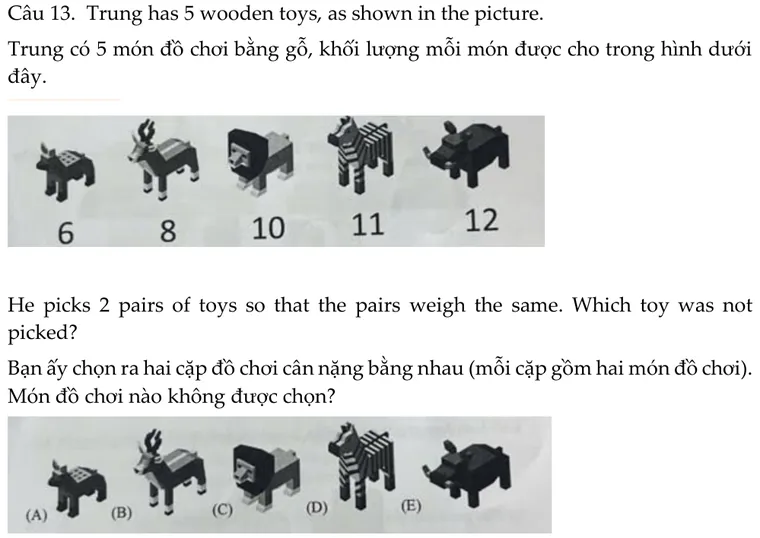 Câu 13. Trung has 5 wooden toys, as shown in the picture.
Trung có 5 món đồ chơi bằng gỗ, khối lượng mỗi món được cho trong hình dưới
đây.
6 8 10 11 12
He picks 2 pairs of toys so that the pairs weigh the same. Which toy was not
picked?
Bạn ấy chọn ra hai cặp đồ chơi cân nặng bằng nhau (mỗi cặp gồm hai món đồ chơi).
Món đồ chơi nào không được chọn?
(A) (B) (C) (D) (E)